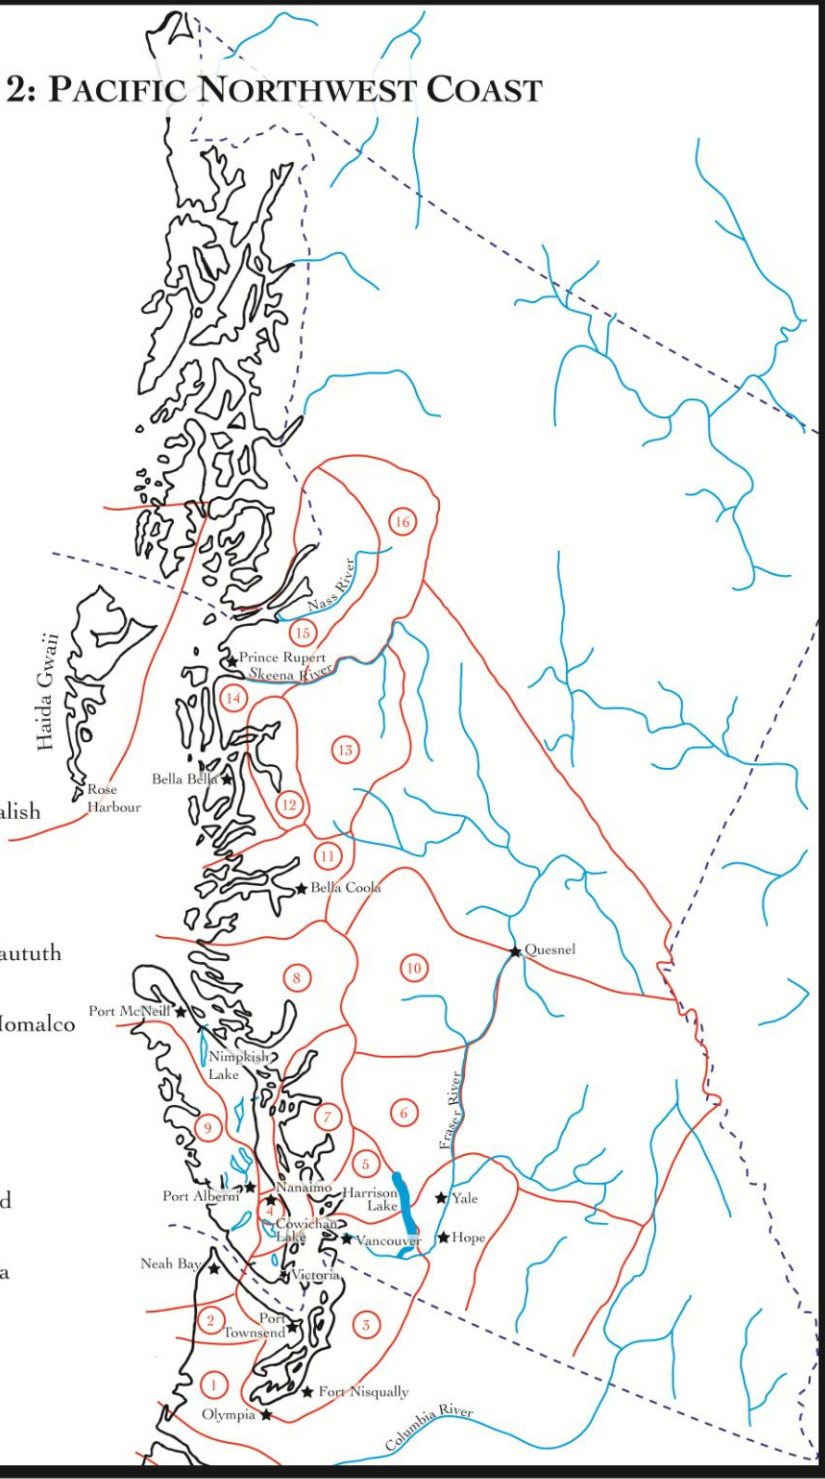 2: PACIFIC NORTHWEST COAST
16
Nass River
15
Prince Rupert
Skeena River
Haida Gwaii
14
13
Bella Bella
Rose
Harbour
12
alish
11
Bella Coola
Quesnel
aututh
10
8
Port McNeill
Homalco
Nimpkish
Lake
Fraser River
6
7
9
5
Port Alberni
Nanaimo
Harrison
Lake
Yale
d
4
Cowichan
Lake
Vancouver
Hope
Neah Bay
Victoria
a
2
Port
Townsend
3
1
Fort Nisqually
Olympia
Columbia River